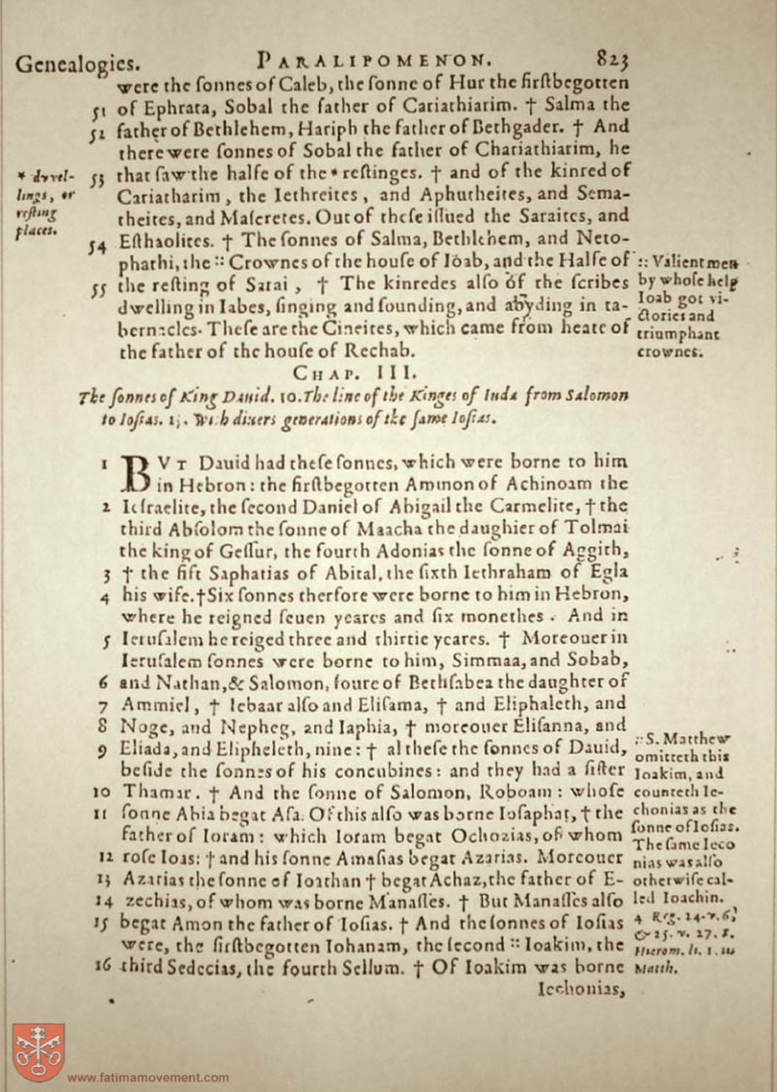 Genealogies. PARALIPOMENON. 823
were the ſonnes of Caleb, the ſonne of Hur the firſtbegotten
51 of Ephrata, Sobal the father of Cariathiarim. † Salma the
52 father of Bethlehem, Hariph the father of Bethgader. † And
there were ſonnes of Sobal the father of Chariathiarim, he
53 that ſaw the halfe of the * reſtinges. † and of the kinred of
Cariatharim, the Iethreites, and Aphutheites, and Sema-
theites, and Maſereites. Out of theſe iſſued the Saraites, and
54 Eſthaolites. † The ſonnes of Salma, Bethlehem, and Neto-
phathi, the :: Crownes of the houſe of Ioab, and the Halfe of
55 the reſting of Sarai, † The kinredes alſo of the ſcribes
dwelling in Iabes, ſinging and ſounding, and abyding in ta-
bernacles. Theſe are the Cineites, which came from heate of
the father of the houſe of Rechab.
* dwel-
lings, or
reſting
places.
:: Valient men
by whoſe help
Ioab got vi-
ctories and
triumphant
crownes.
CHAP. III.
The ſonnes of King Dauid. 10. The line of the Kinges of Iuda from Salomon
to Ioſias. 15. With diuers generations of the ſame Ioſias.
1 BVT Dauid had theſe ſonnes, which were borne to him
in Hebron: the firſtbegotten Amnon of Achinoam the
2 Iezraelite, the ſecond Daniel of Abigail the Carmelite, † the
third Abſolom the ſonne of Maacha the daughter of Tolmai
the king of Geſſur, the fourth Adonias the ſonne of Aggith,
3 † the fift Saphatias of Abital, the ſixth Iethraham of Egla
4 his wife. † Six ſonnes therfore were borne to him in Hebron,
where he reigned ſeuen yeares and ſix monethes. And in
5 Ieruſalem he reiged three and thirtie yeares. † Moreouer in
Ieruſalem ſonnes were borne to him, Simmaa, and Sobab,
6 and Nathan, & Salomon, foure of Bethſabea the daughter of
7 Ammiel, † Iebaar alſo and Eliſama, † and Eliphaleth, and
8 Noge, and Nepheg, and Iaphia, † moreouer Eliſanna, and
9 Eliada, and Elipheleth, nine: † al theſe the ſonnes of Dauid,
beſide the ſonnes of his concubines: and they had a ſiſter
10 Thamar. † And the ſonne of Salomon, Roboam: whoſe
11 ſonne Abia begat Aſa. Of this alſo was borne Ioſaphat, † the
father of Ioram: which Ioram begat Ochozias, of whom
12 roſe Ioas: † and his ſonne Amaſias begat Azarias. Moreouer
13 Azarias the ſonne of Ioathan † begat Achaz, the father of E-
14 zechias, of whom was borne Manaſſes. † But Manaſſes alſo
15 begat Amon the father of Ioſias. † And the ſonnes of Ioſias
were, the firſtbegotten Iohanam, the ſecond :: Ioakim, the
16 third Sedecias, the fourth Sellum. † Of Ioakim was borne
Iechonias,
:: S. Matthew
omitteth this
Ioakim, and
counteth Ie-
chonias as the
ſonne of Ioſias.
The ſame Ieco
nias was alſo
otherwiſe cal-
led Ioachin.
4 Reg. 24. v. 6,
& 25. v. 27. S.
Hierom. li. 1. in
Matth.
www.fatimamovement.com